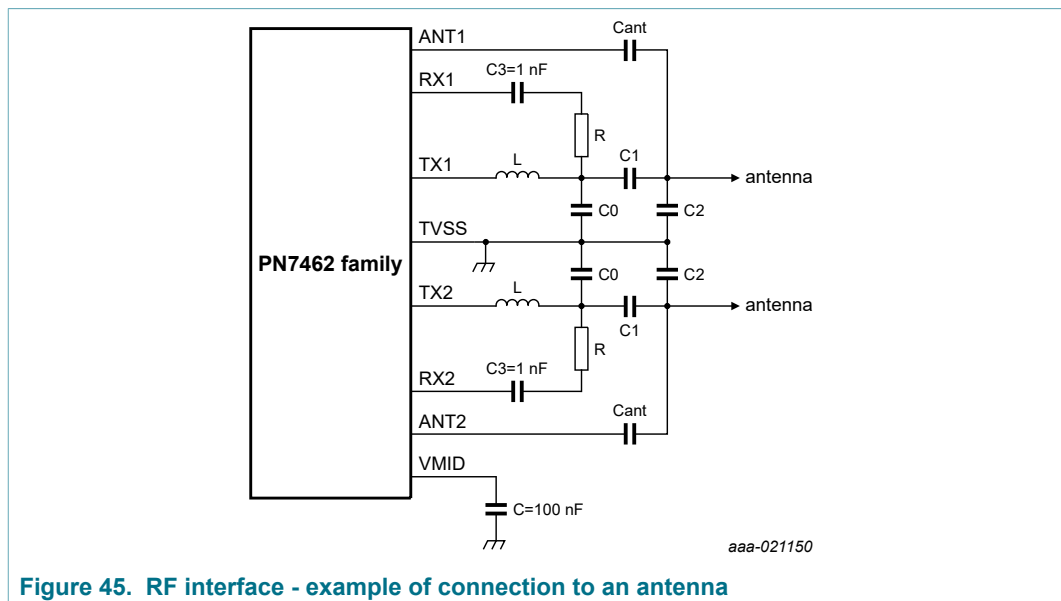 ANT1
Cant
C3=1 nF
RX1
R
TX1
L
C1
antenna
C0
C2
TVSS
PN7462 family
C0
C2
TX2
L
antenna
C1
R
C3=1 nF
RX2
Cant
ANT2
VMID
C=100 nF
aaa-021150
Figure 45. RF interface - example of connection to an antenna